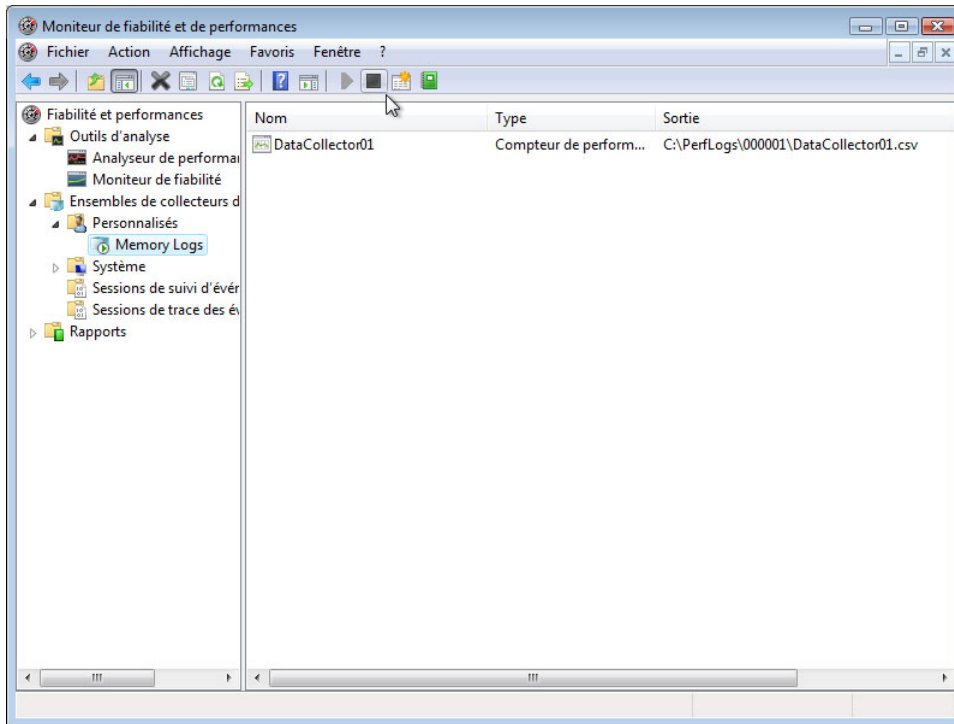 Moniteur de fiabilité et de performances
Fichier Action Affichage Favoris Fenêtre ?
Fiabilité et performances
Outils d'analyse
Analyseur de performa
Moniteur de fiabilité
Ensembles de collecteurs d
Personnalisés
Memory Logs
Système
Sessions de suivi d'évér
Sessions de trace des
Rapports
Nom Type Sortie
DataCollector01 Compteur de perform... C:\PerfLogs\000001\DataCollector01.csv